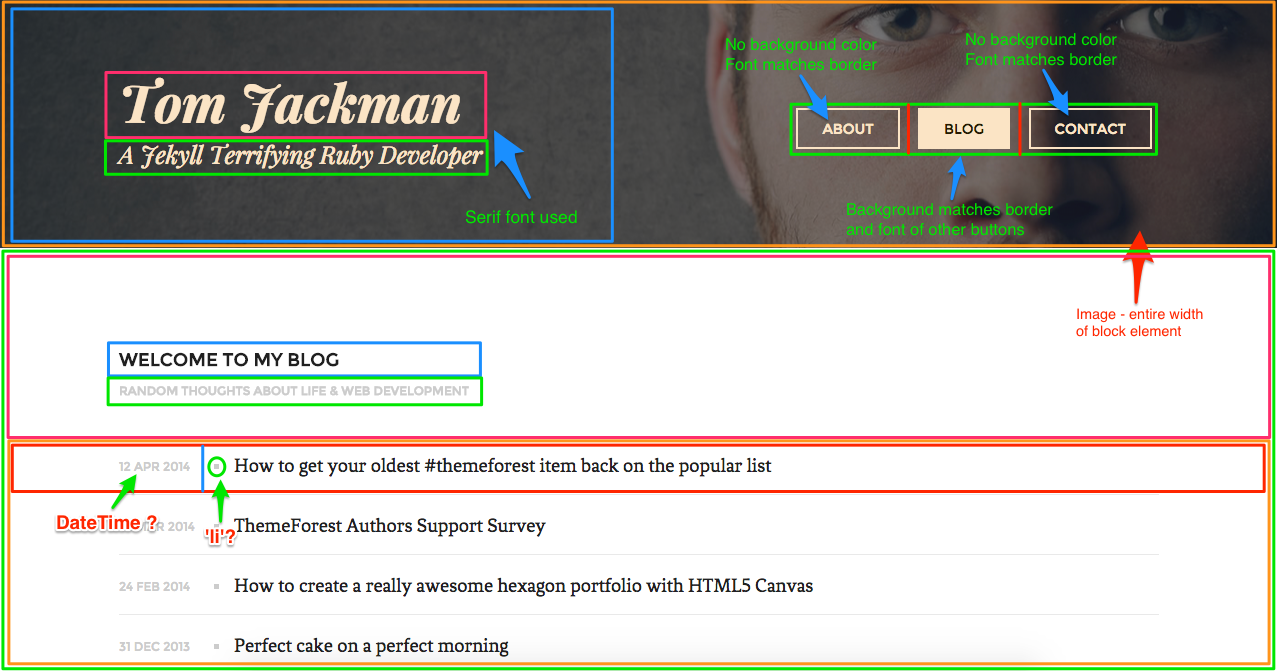 No background color
Font matches border
No background color
Font matches border
Tom Jackman
A Jekyll Terrifying Ruby Developer
ABOUT
BLOG
CONTACT
Serif font used
Background matches border
and font of other buttons
Image - entire width
of block element
WELCOME TO MY BLOG
RANDOM THOUGHTS ABOUT LIFE & WEB DEVELOPMENT
12 APR 2014
How to get your oldest #themeforest item back on the popular list
DateTime ?
2014
'li'?
ThemeForest Authors Support Survey
24 FEB 2014
How to create a really awesome hexagon portfolio with HTML5 Canvas
31 DEC 2013
Perfect cake on a perfect morning